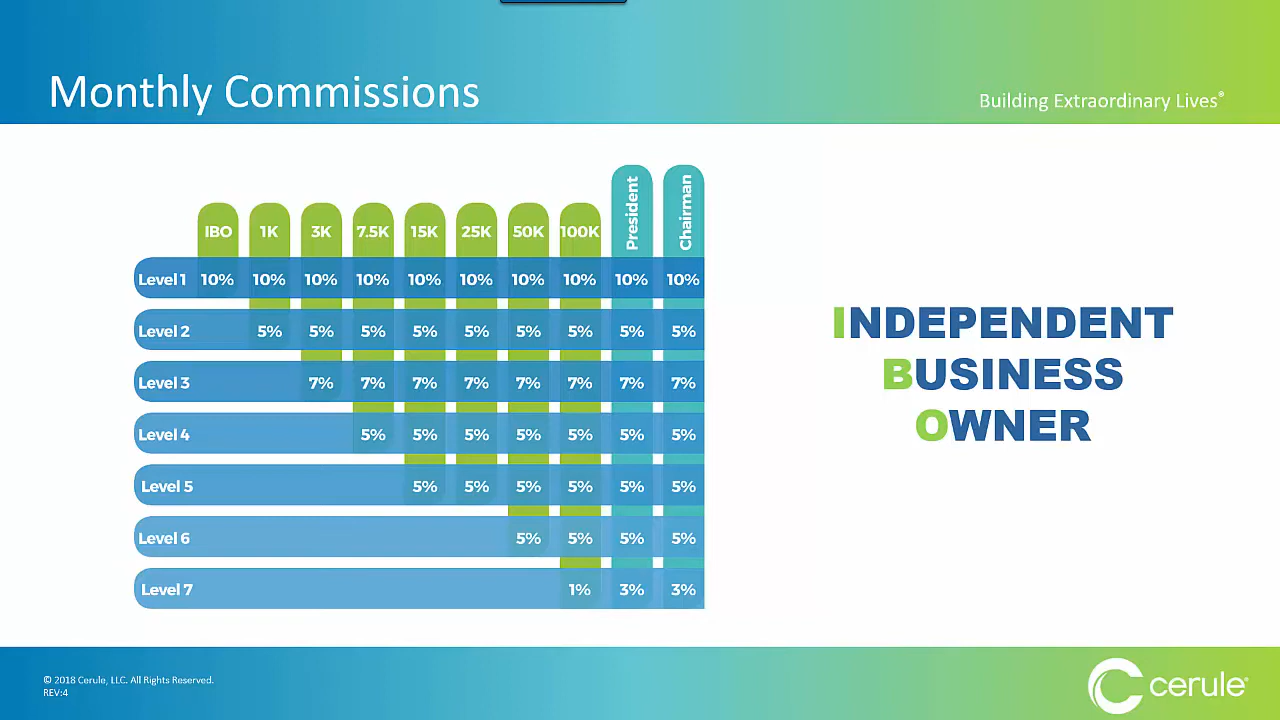 Monthly Commissions
Building Extraordinary Lives®
IBO 1K 3K 7.5K 15K 25K 50K 100K President Chairman
Level 1 10% 10% 10% 10% 10% 10% 10% 10% 10% 10%
Level 2 5% 5% 5% 5% 5% 5% 5% 5% 5%
Level 3 7% 7% 7% 7% 7% 7% 7% 7%
Level 4 5% 5% 5% 5% 5% 5% 5%
Level 5 5% 5% 5% 5% 5% 5%
Level 6 5% 5% 5% 5%
Level 7 1% 3% 3%
INDEPENDENT
BUSINESS
OWNER
© 2018 Cerule, LLC. All Rights Reserved.
REV:4
cerule®